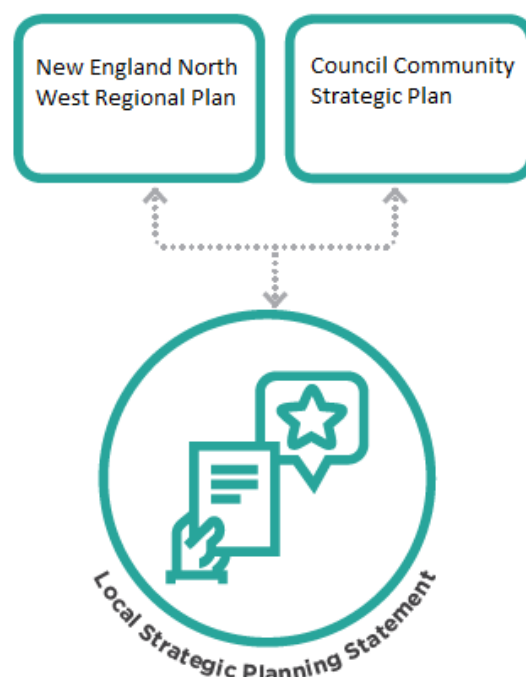 New England North
West Regional Plan
Council Community
Strategic Plan
Local Strategic Planning Statement